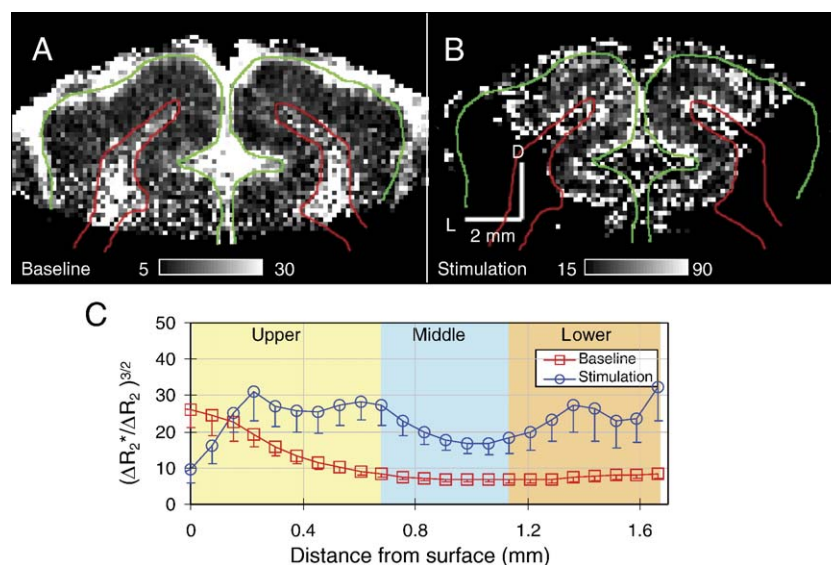 A
B
D
L
2 mm
Baseline 5 30
Stimulation 15 90
C
Upper Middle Lower
Baseline
Stimulation
(ΔR₂*/ΔR₂ )³/²
50
40
30
20
10
0
0 0.4 0.8 1.2 1.6
Distance from surface (mm)